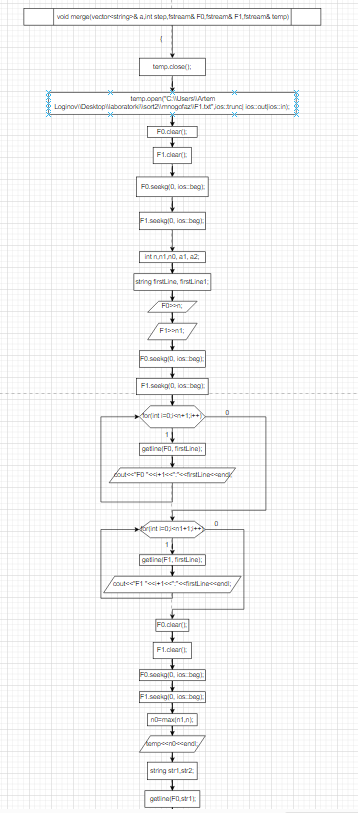 void merge(vector<string>& a,int step,fstream& F0,fstream& F1,fstream& temp)
{
temp.close();
temp.open("C:\\Users\\Artem
Loginov\\Desktop\\laboratork\\sort2\\mnogofaz\\F1.txt",ios::trunc| ios::out|ios::in);
F0.clear();
F1.clear();
F0.seekg(0, ios::beg);
F1.seekg(0, ios::beg);
int n,n1,n0, a1, a2;
string firstLine, firstLine1;
F0>>n;
F1>>n1;
F0.seekg(0, ios::beg);
F1.seekg(0, ios::beg);
for(int i=0;i<n+1;i++)
0
1
getline(F0, firstLine);
cout<<"F0 "<<i+1<<":"<<firstLine<<endl;
for(int i=0;i<n1+1;i++)
0
1
getline(F1, firstLine);
cout<<"F1 "<<i+1<<":"<<firstLine<<endl;
F0.clear();
F1.clear();
F0.seekg(0, ios::beg);
F1.seekg(0, ios::beg);
n0=max(n1,n);
temp<<n0<<endl;
string str1,str2;
getline(F0,str1);